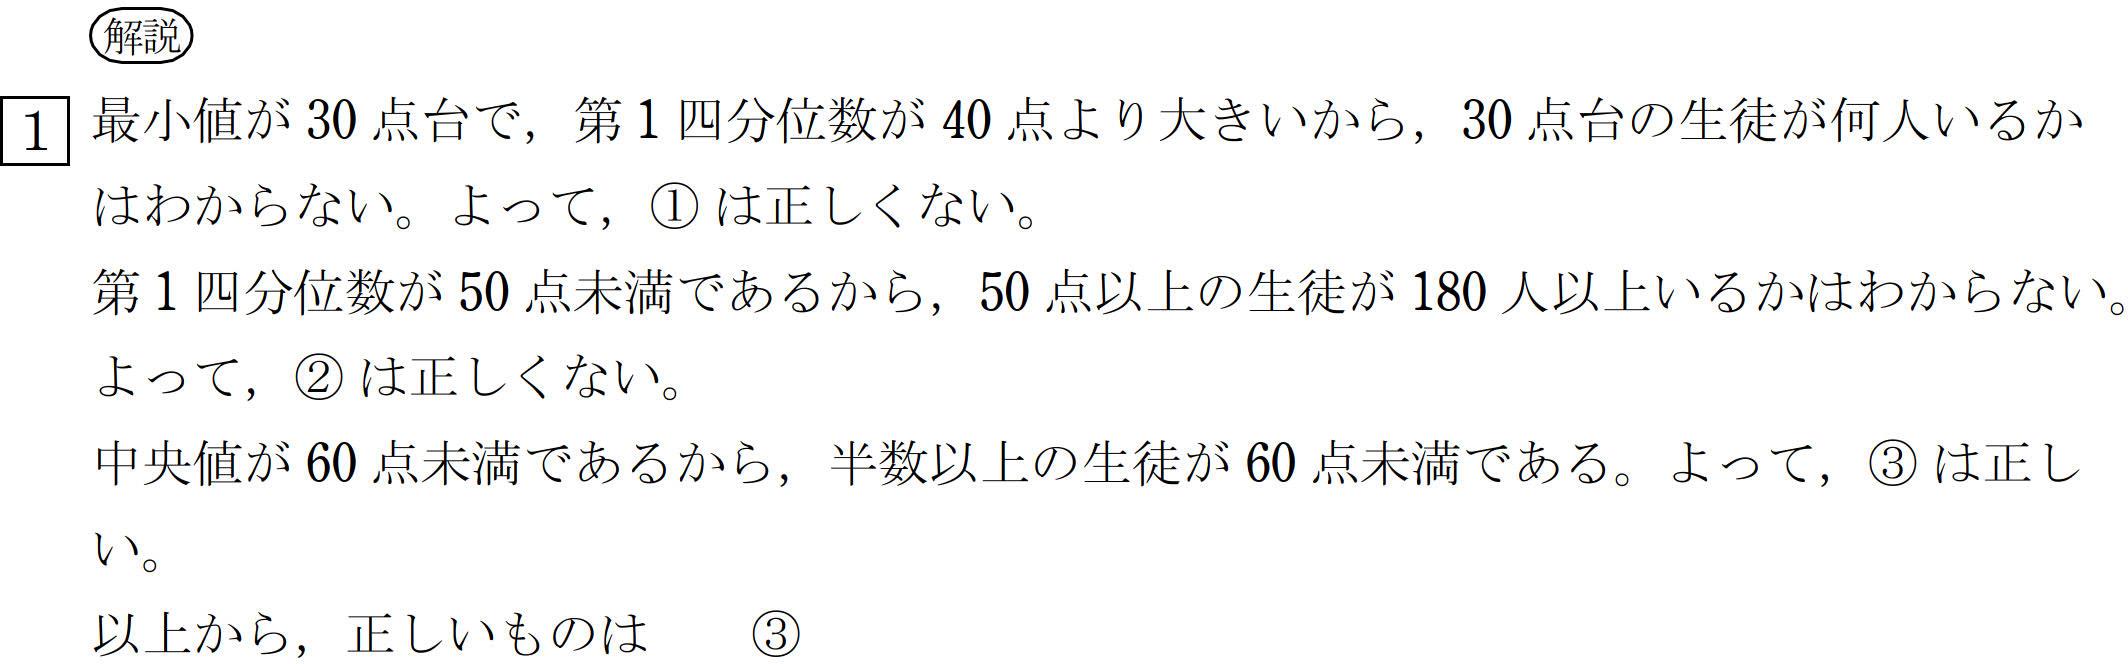 解説
1 最小値が 30 点台で，第 1 四分位数が 40 点より大きいから，30 点台の生徒が何人いるか
はわからない。よって，① は正しくない。
第 1 四分位数が 50 点未満であるから，50 点以上の生徒が 180 人以上いるかはわからない。
よって，② は正しくない。
中央値が 60 点未満であるから，半数以上の生徒が 60 点未満である。よって，③ は正し
い。
以上から，正しいものは　　③